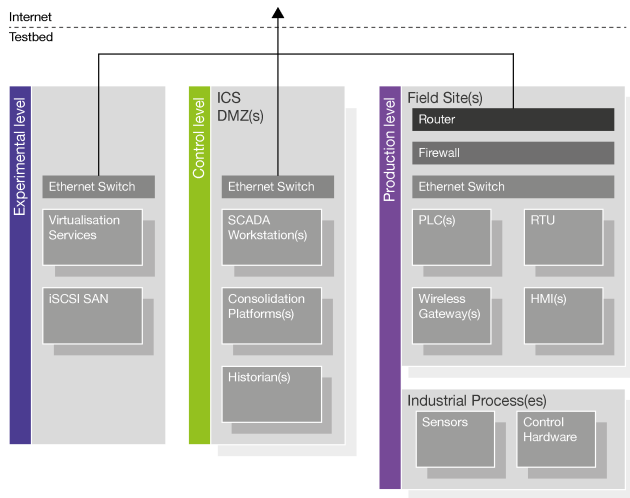 Internet
Testbed
Experimental level
Ethernet Switch
Virtualisation
Services
iSCSI SAN
Control level
ICS
DMZ(s)
Ethernet Switch
SCADA
Workstation(s)
Consolidation
Platforms(s)
Historian(s)
Production level
Field Site(s)
Router
Firewall
Ethernet Switch
PLC(s)
RTU
Wireless
Gateway(s)
HMI(s)
Industrial Process(es)
Sensors
Control
Hardware